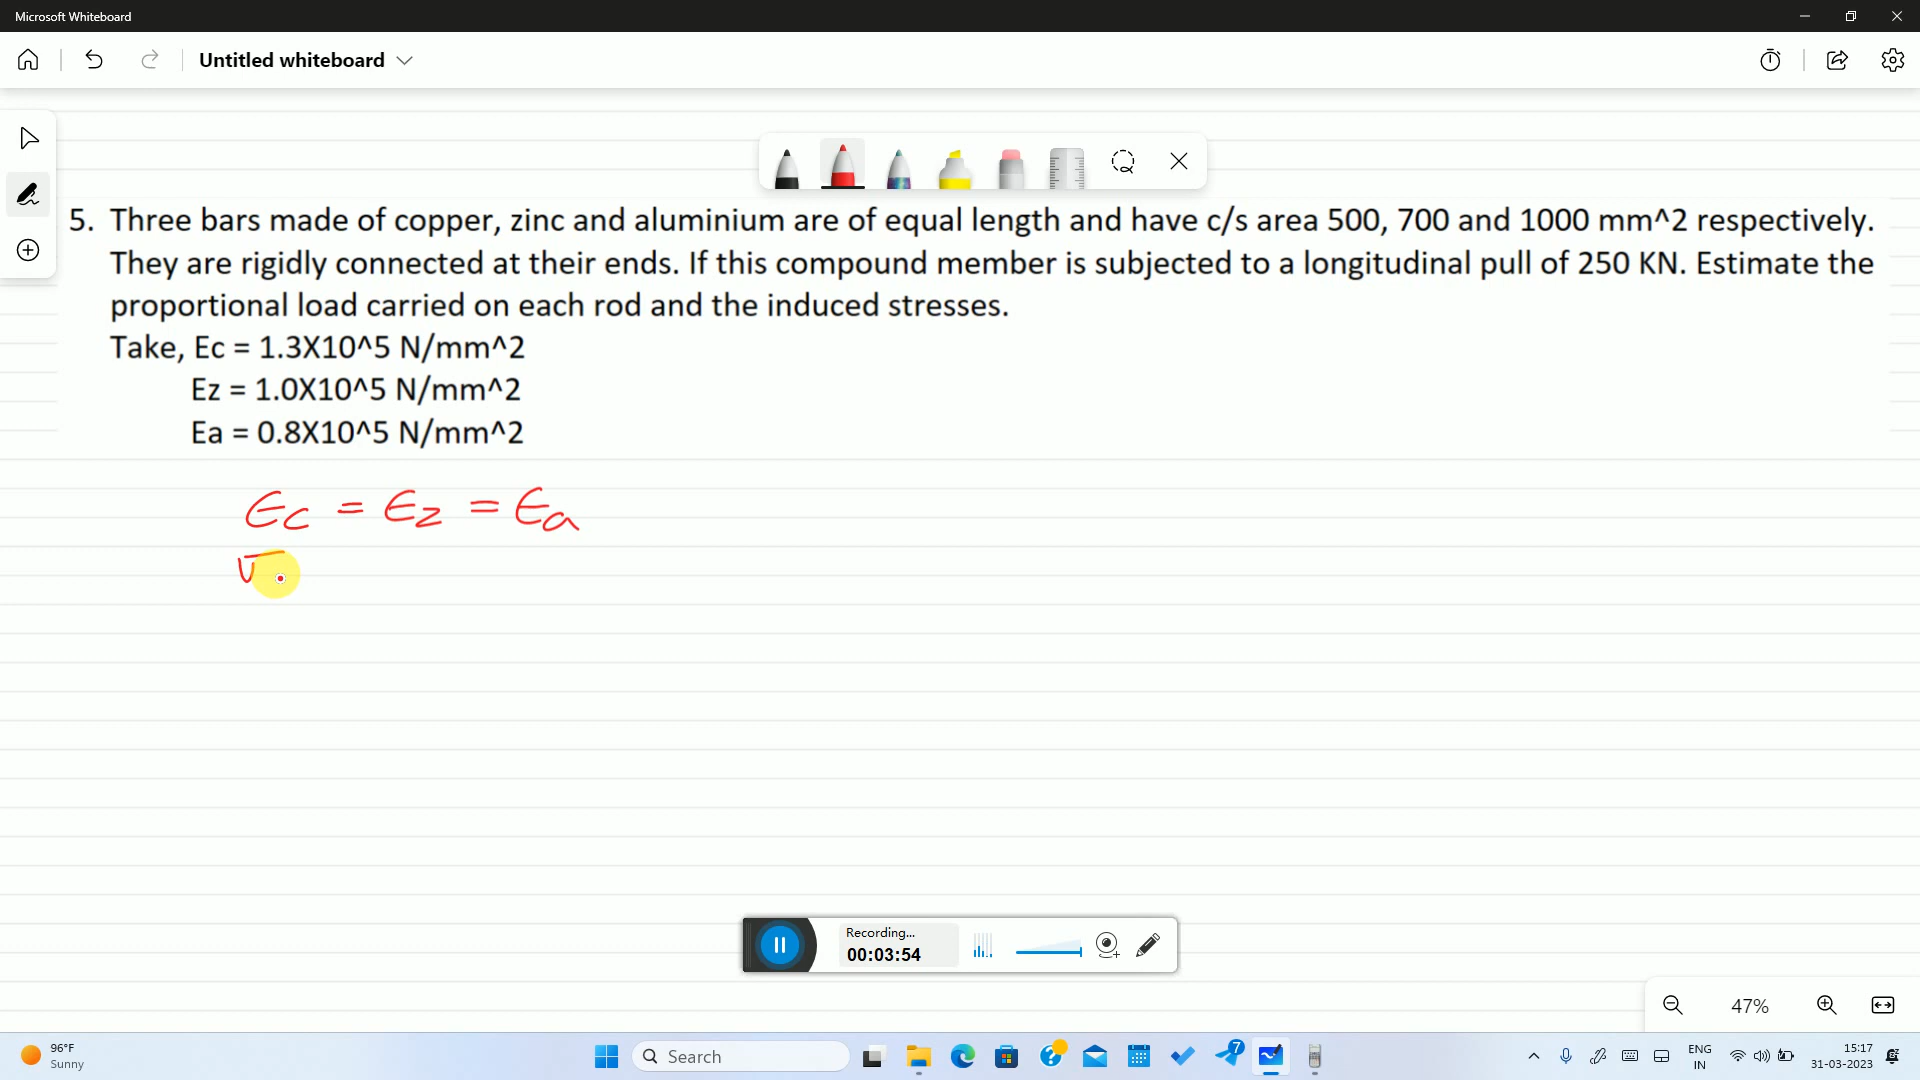 Microsoft Whiteboard
Untitled whiteboard
5. Three bars made of copper, zinc and aluminium are of equal length and have c/s area 500, 700 and 1000 mm^2 respectively.
They are rigidly connected at their ends. If this compound member is subjected to a longitudinal pull of 250 KN. Estimate the
proportional load carried on each rod and the induced stresses.
Take, Ec = 1.3X10^5 N/mm^2
Ez = 1.0X10^5 N/mm^2
Ea = 0.8X10^5 N/mm^2
∈c = ∈z = ∈a
Recording...
00:03:54
47%
96°F
Sunny
Search
7
ENG
IN
15:17
31-03-2023